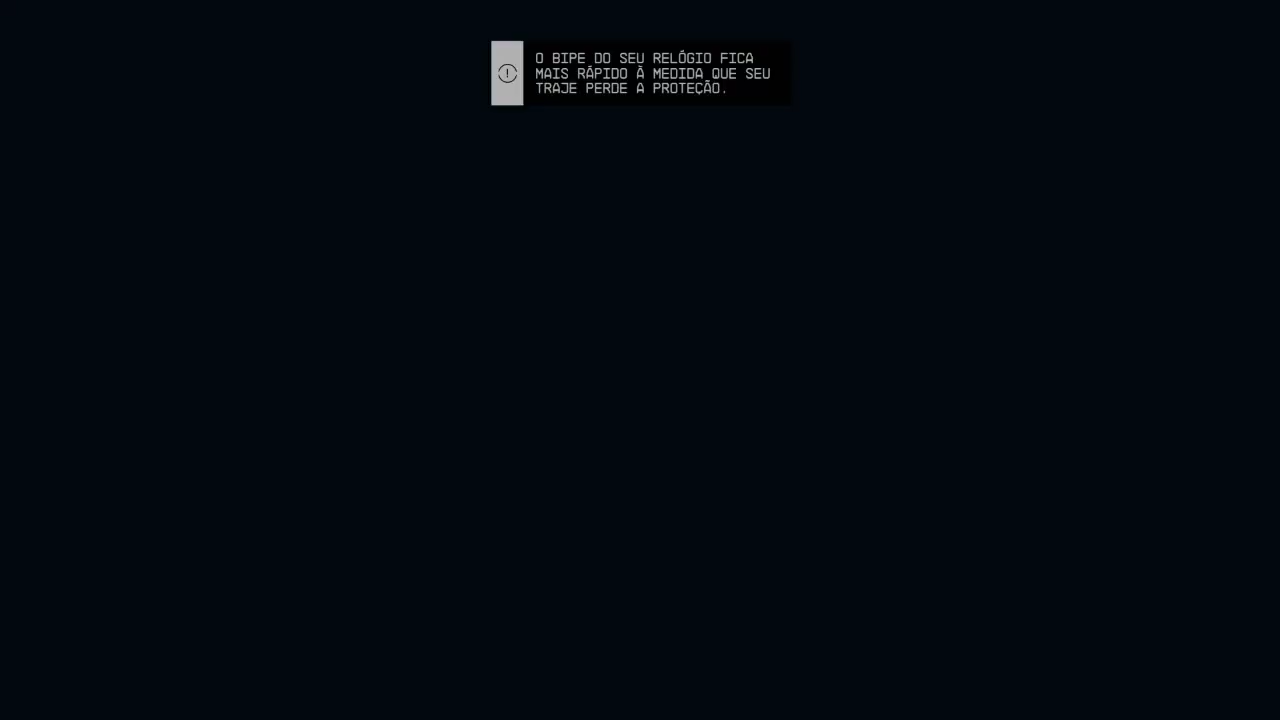 O BIPE DO SEU RELÓGIO FICA
MAIS RÁPIDO À MEDIDA QUE SEU
TRAJE PERDE A PROTEÇÃO.